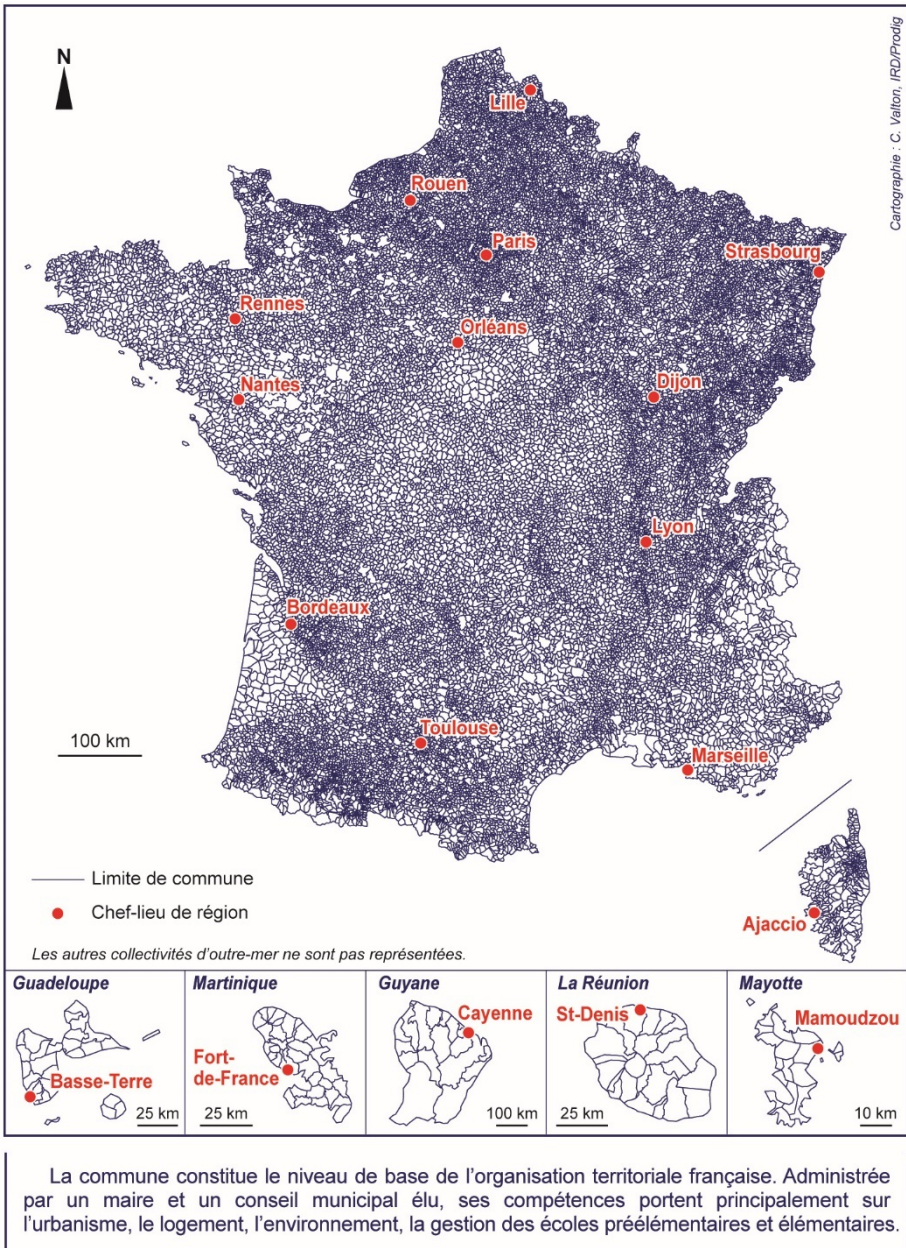 N
Cartographie : C. Valton, IRD/Prodig
Lille
Rouen
Paris
Strasbourg
Rennes
Orléans
Nantes
Dijon
Lyon
Bordeaux
Toulouse
Marseille
100 km
Limite de commune
Chef-lieu de région
Ajaccio
Les autres collectivités d'outre-mer ne sont pas représentées.
Guadeloupe
Basse-Terre
25 km
Martinique
Fort-
de-France
25 km
Guyane
Cayenne
100 km
La Réunion
St-Denis
25 km
Mayotte
Mamoudzou
10 km
La commune constitue le niveau de base de l'organisation territoriale française. Administrée
par un maire et un conseil municipal élu, ses compétences portent principalement sur
l'urbanisme, le logement, l'environnement, la gestion des écoles préélémentaires et élémentaires.